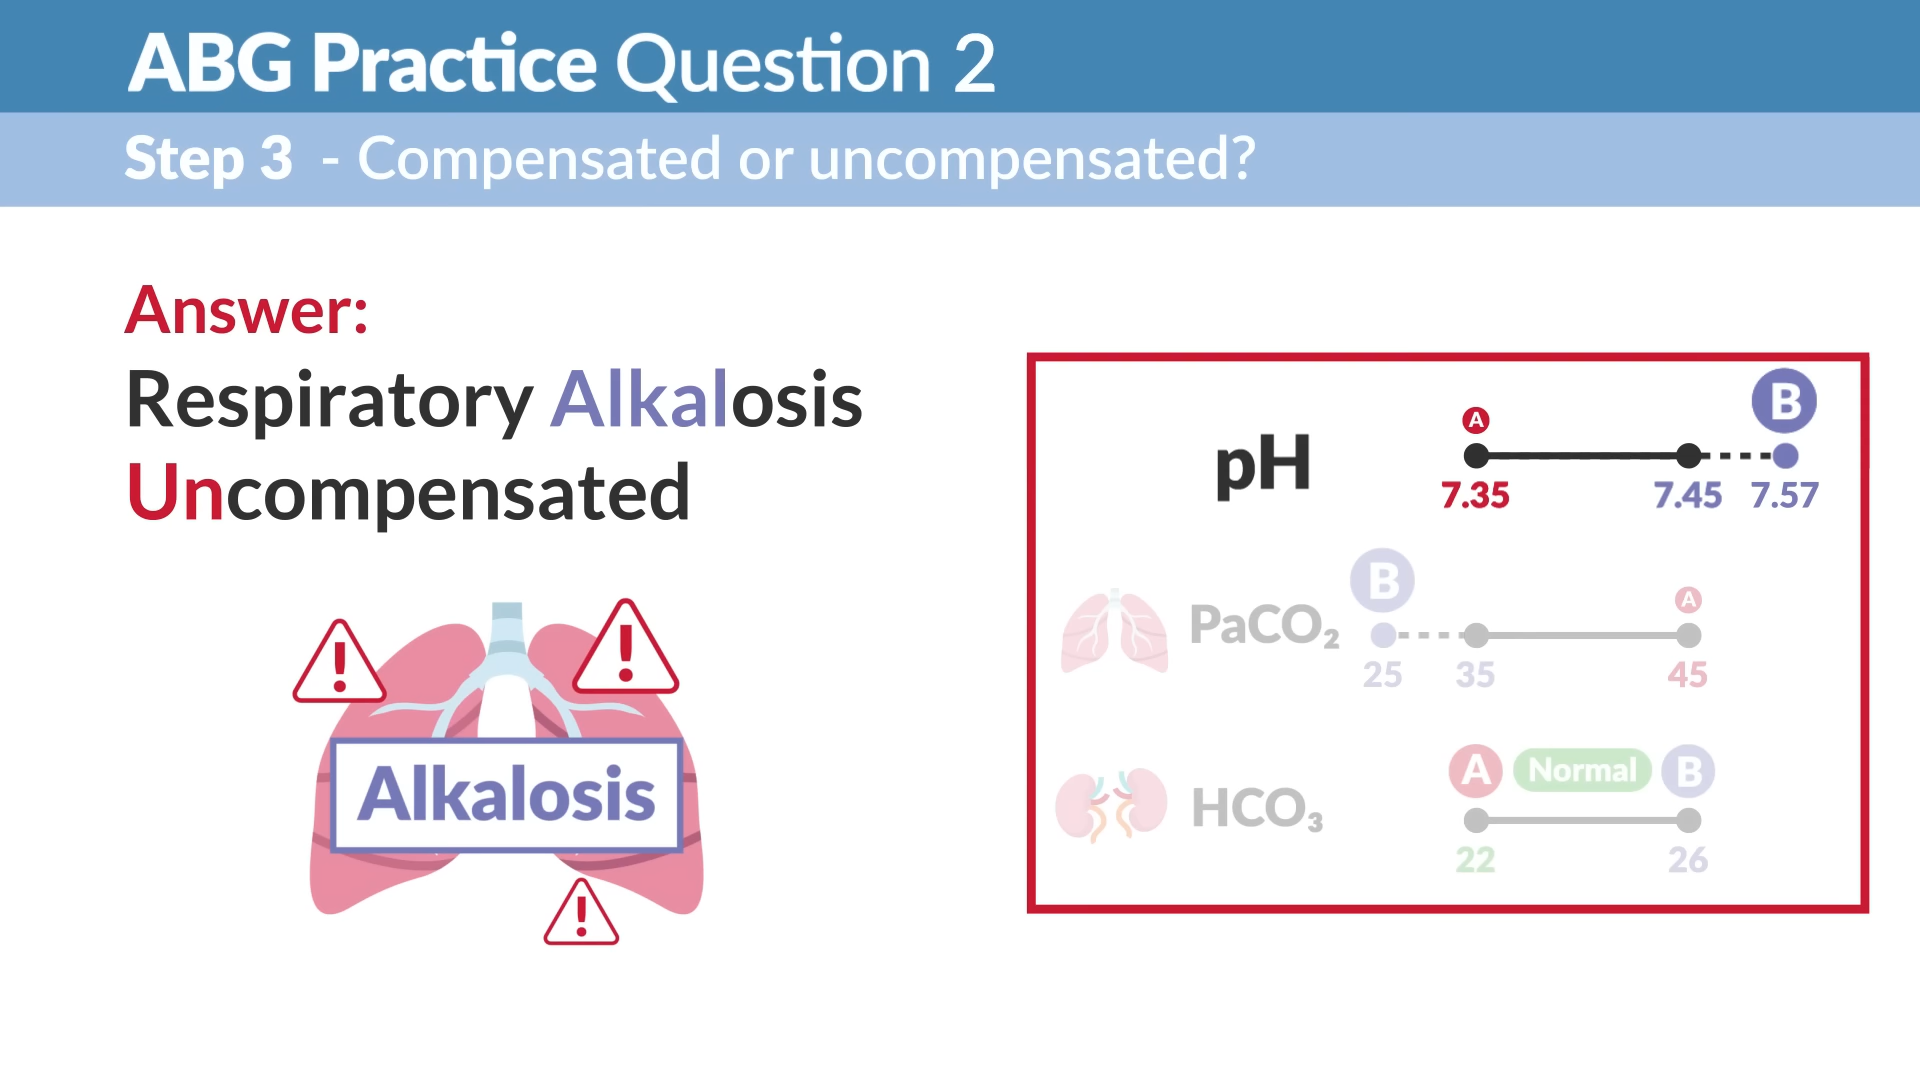 ABG Practice Question 2
Step 3 - Compensated or uncompensated?
Answer:
Respiratory Alkalosis
Uncompensated
Alkalosis
pH
A
B
7.35
7.45
7.57
PaCO₂
B
A
25
35
45
HCO₃
A
Normal
B
22
26